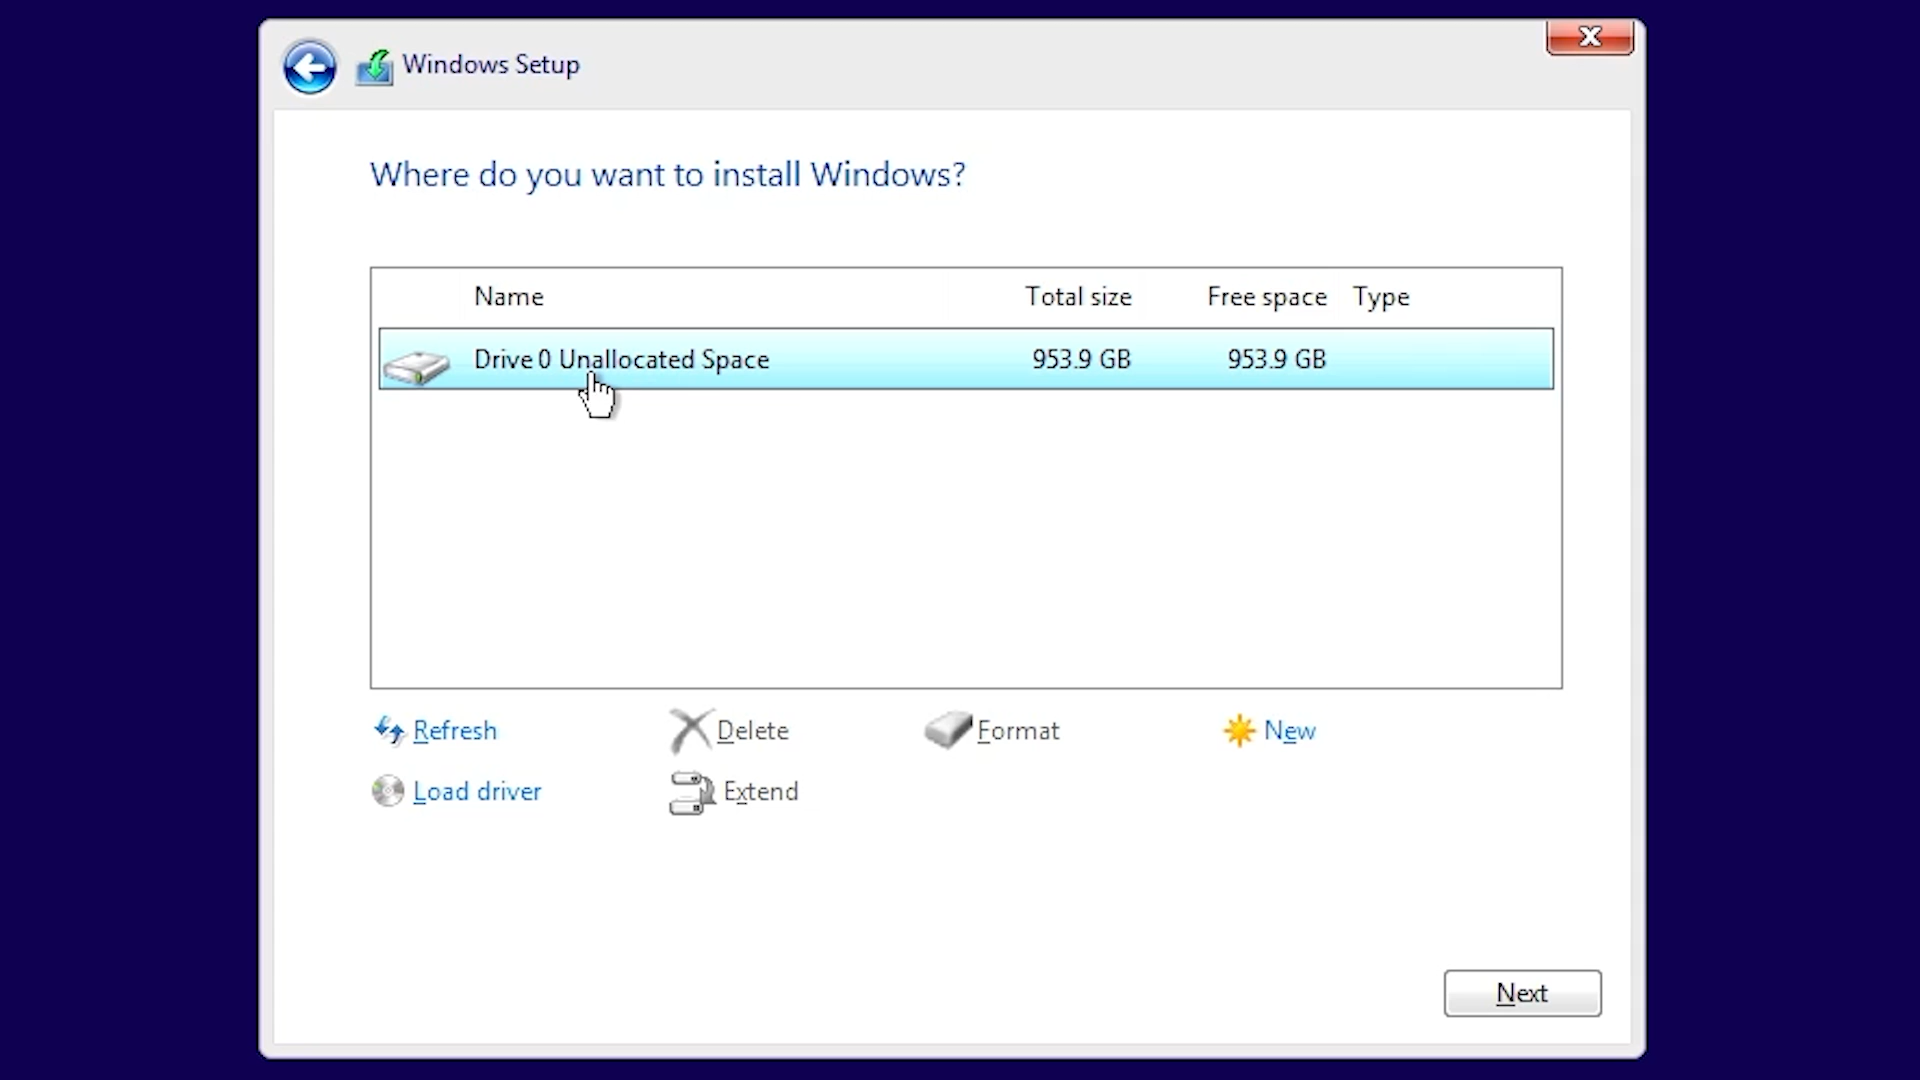 Windows Setup
Where do you want to install Windows?
Name Total size Free space Type
Drive 0 Unallocated Space 953.9 GB 953.9 GB
Refresh Delete Format New
Load driver Extend
Next